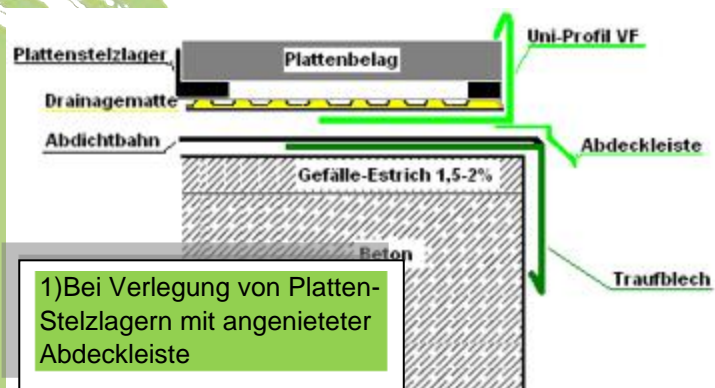 Uni-Profil VF
Plattenstelzlager
Plattenbelag
Drainagematte
Abdichtbahn
Abdeckleiste
Gefälle-Estrich 1,5-2%
Beton
Traufblech
1)Bei Verlegung von Platten-
Stelzlagern mit angenieteter
Abdeckleiste